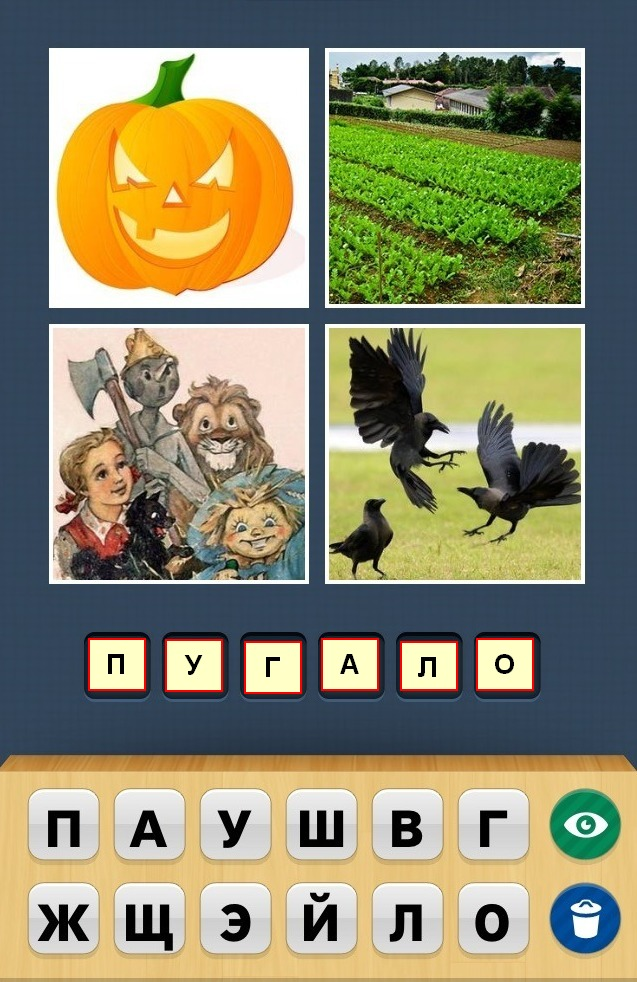 П У Г А Л О
П А У Ш В Г
Ж Щ Э Й Л О